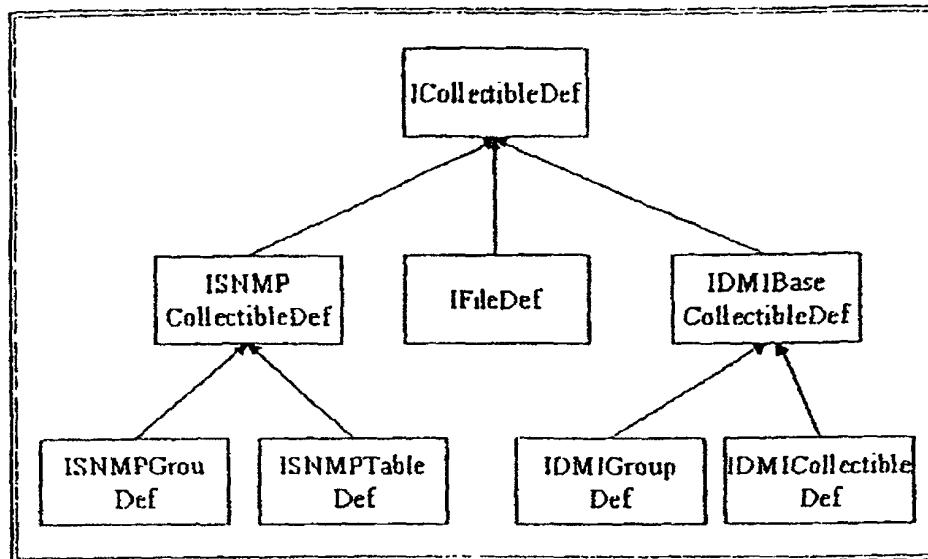 ICollectibleDef
ISNMP
CollectibleDef
IFileDef
IDMIBase
CollectibleDef
ISNMPGrou
Def
ISNMPTable
Def
IDMIGroup
Def
IDMICollectible
Def